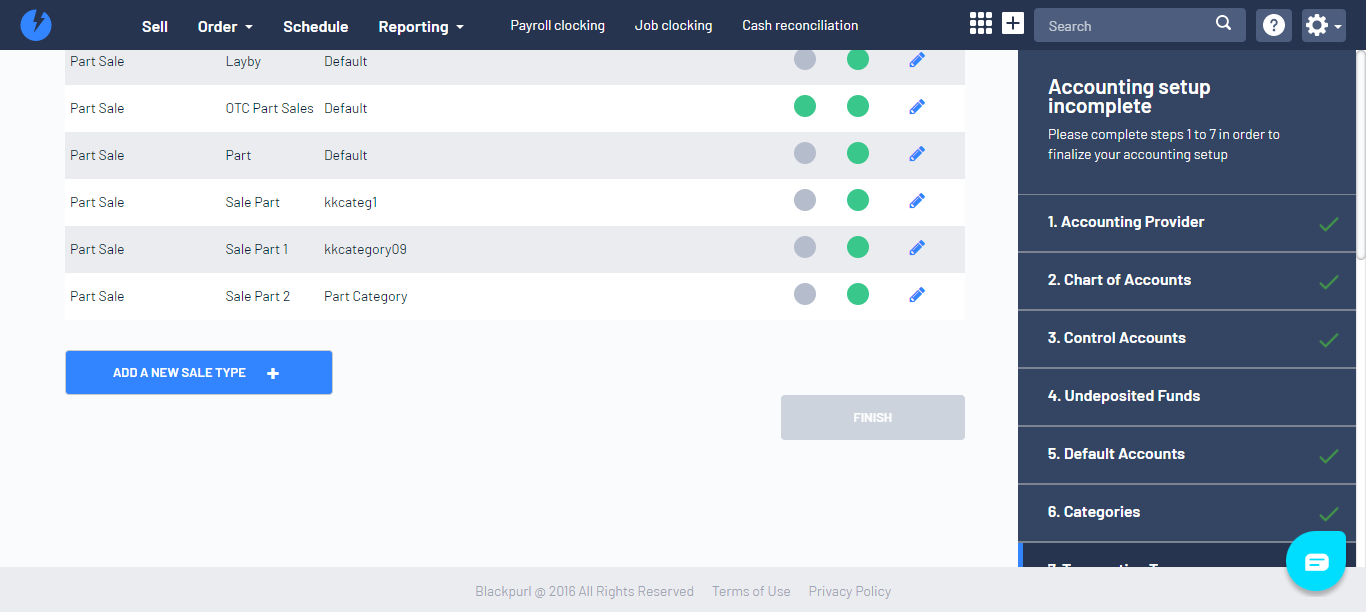 Sell Order Schedule Reporting Payroll clocking Job clocking Cash reconciliation Search
Part Sale Layby Default
Part Sale OTC Part Sales Default
Part Sale Part Default
Part Sale Sale Part kkcateg1
Part Sale Sale Part 1 kkcategory09
Part Sale Sale Part 2 Part Category
ADD A NEW SALE TYPE
FINISH
Accounting setup
incomplete
Please complete steps 1 to 7 in order to
finalize your accounting setup
1. Accounting Provider
2. Chart of Accounts
3. Control Accounts
4. Undeposited Funds
5. Default Accounts
6. Categories
Blackpurl @ 2016 All Rights Reserved Terms of Use Privacy Policy